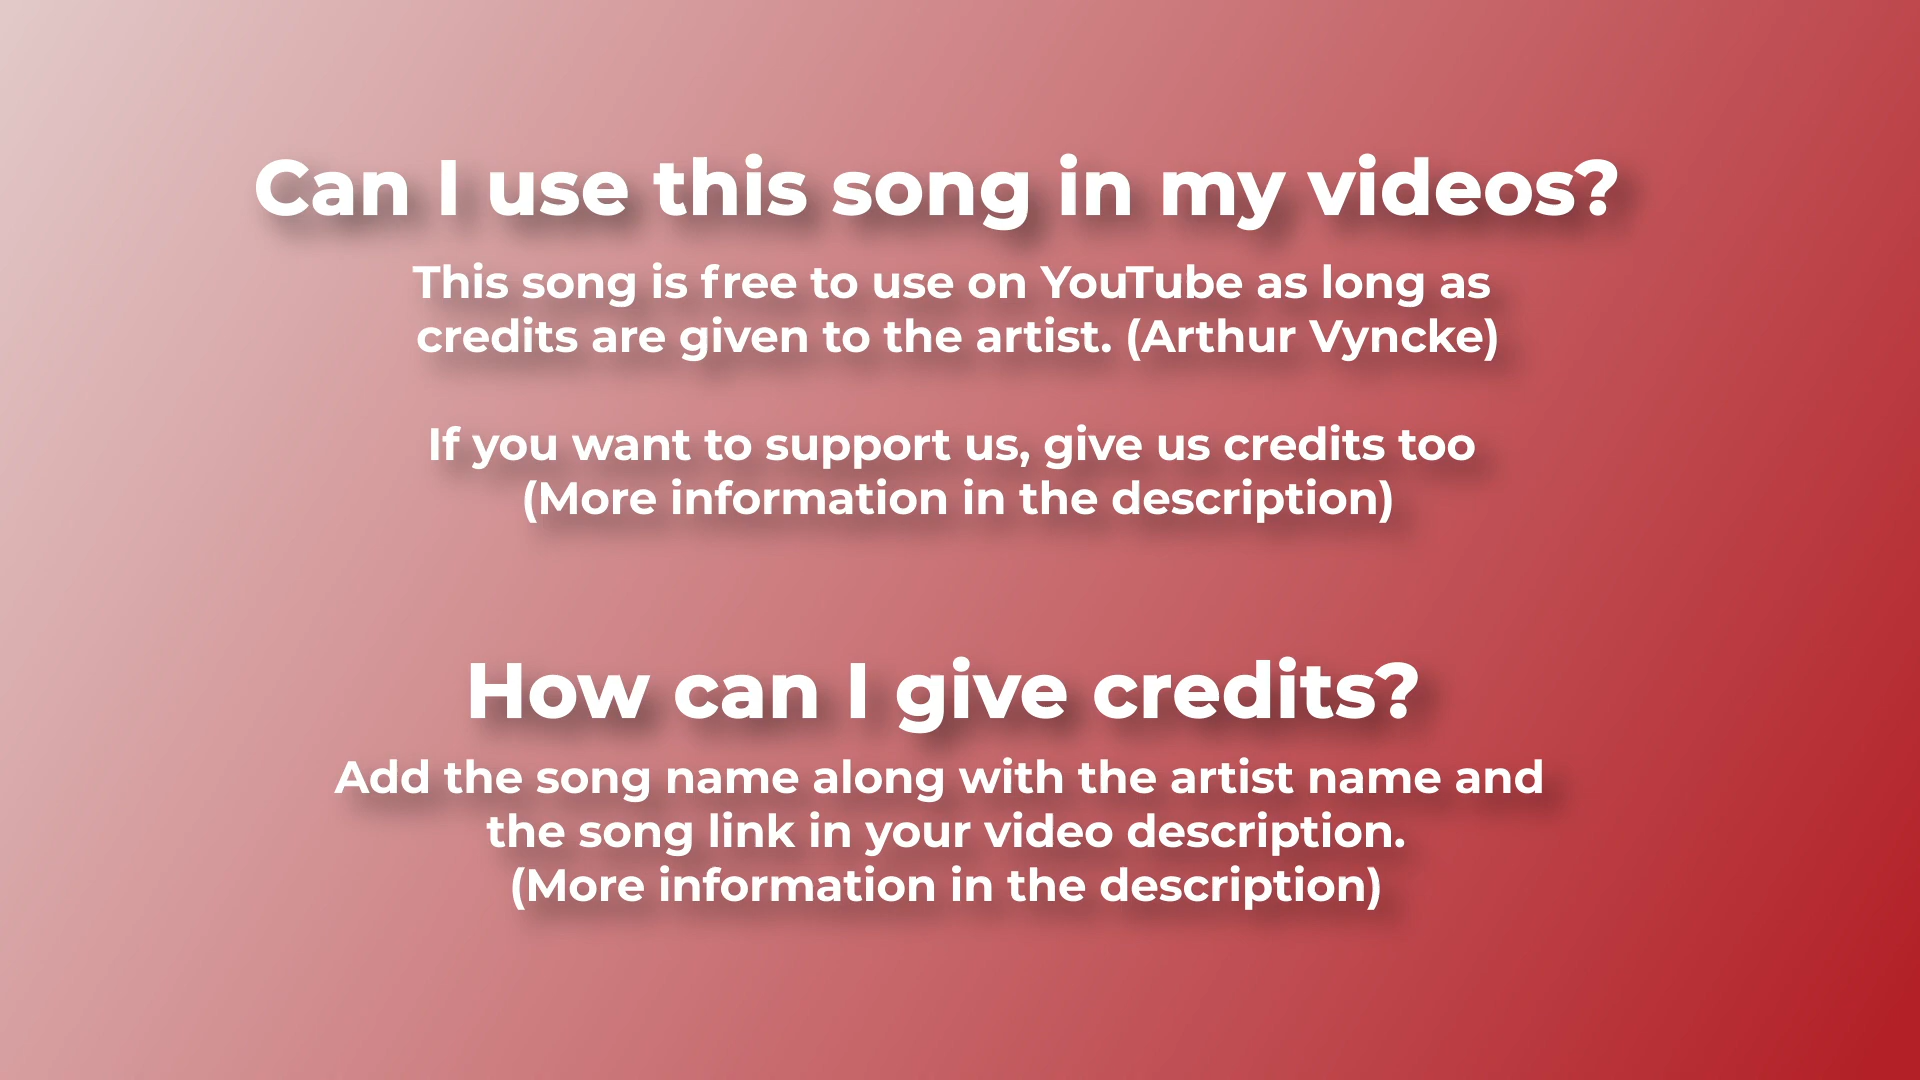 Can I use this song in my videos?
This song is free to use on YouTube as long as
credits are given to the artist. (Arthur Vyncke)
If you want to support us, give us credits too
(More information in the description)
How can I give credits?
Add the song name along with the artist name and
the song link in your video description.
(More information in the description)